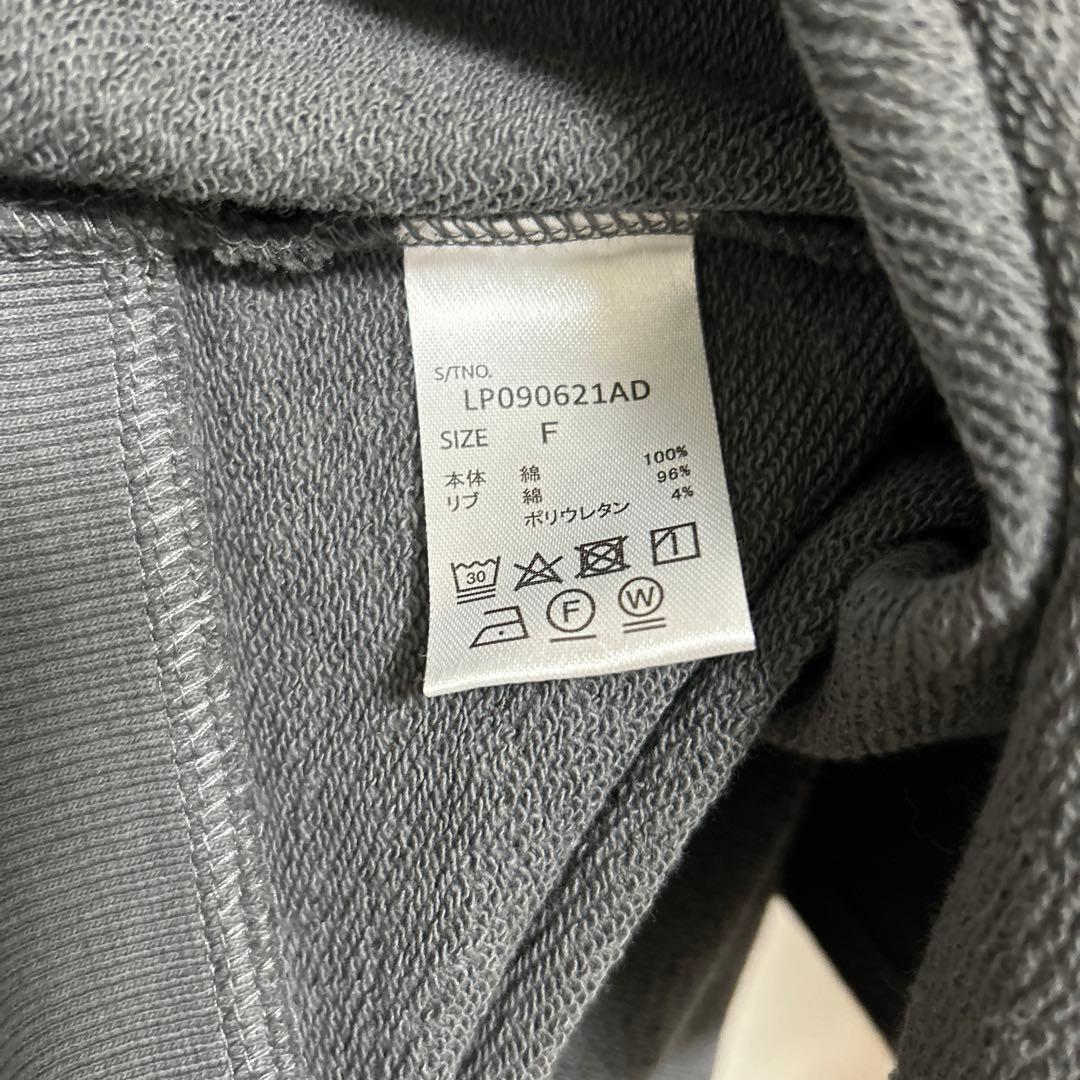 S/TNO.
LP090621AD
SIZE F
本体 綿 100%
リブ 綿 96%
ポリウレタン 4%
30
F W